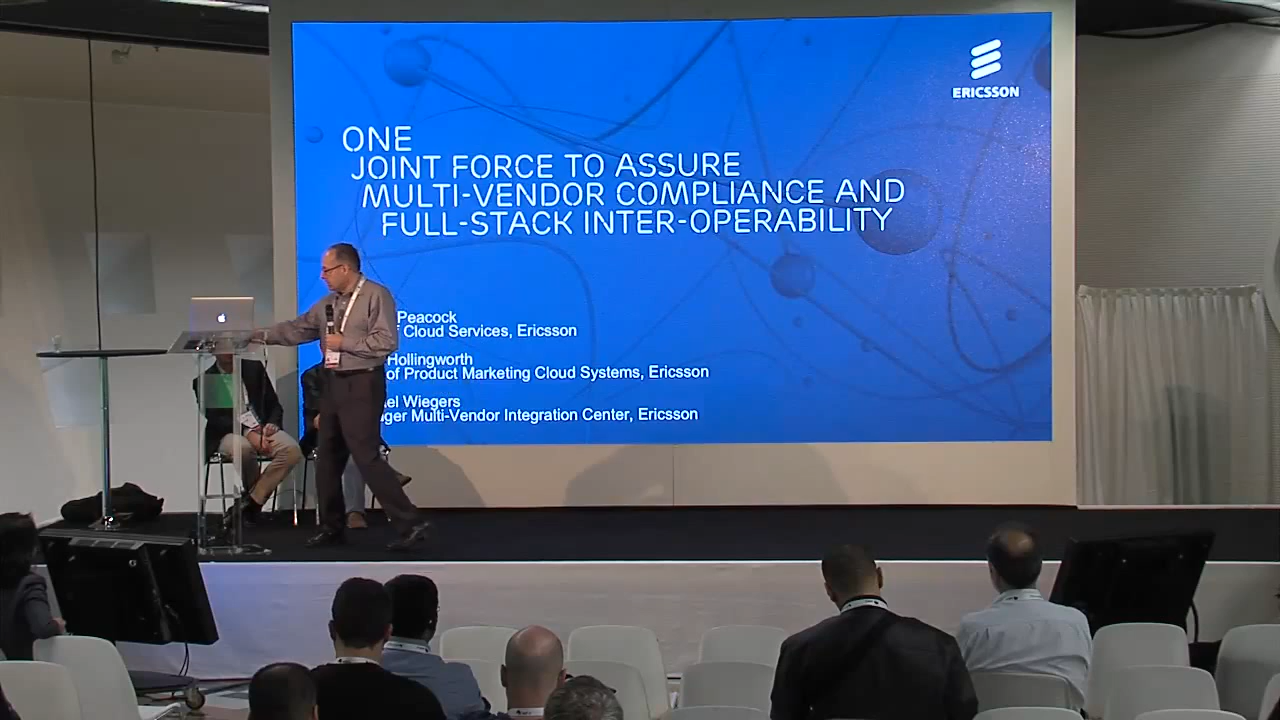 ERICSSON
ONE
JOINT FORCE TO ASSURE
MULTI-VENDOR COMPLIANCE AND
FULL-STACK INTER-OPERABILITY
Peacock
Cloud Services, Ericsson
Hollingworth
of Product Marketing Cloud Systems, Ericsson
Wiegers
Multi-Vendor Integration Center, Ericsson